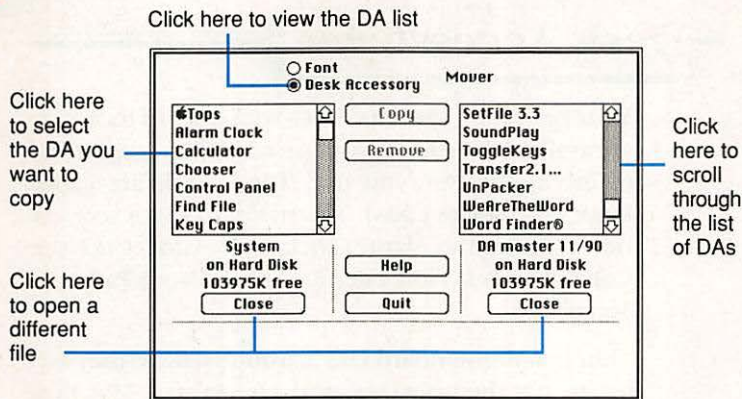 Click here to view the DA list
Font
Desk Accessory
Mover
Click here
to select
the DA you
want to
copy
Tops
Alarm Clock
Calculator
Chooser
Control Panel
Find File
Key Caps
Copy
Remove
SetFile 3.3
SoundPlay
ToggleKeys
Transfer2.1...
UnPacker
WeAreTheWord
Word Finder®
Click
here to
scroll
through
the list
of DAs
System
on Hard Disk
103975K free
Close
Help
Quit
DA master 11/90
on Hard Disk
103975K free
Close
Click here
to open a
different
file